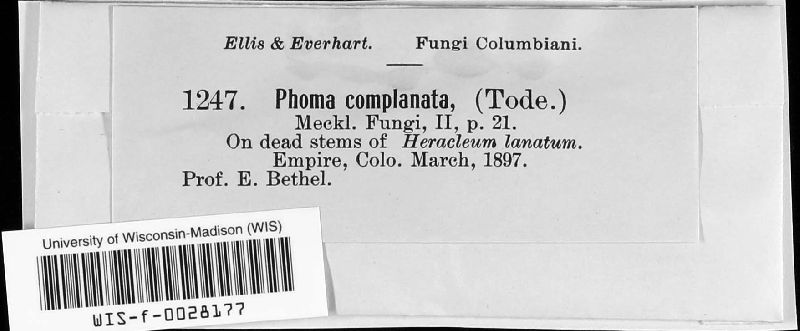 Ellis & Everhart. Fungi Columbiani.
1247. Phoma complanata, (Tode.)
Meckl. Fungi, II, p. 21.
On dead stems of Heracleum lanatum.
Empire, Colo. March, 1897.
Prof. E. Bethel.
University of Wisconsin-Madison (WIS)
WIS-f-0028177